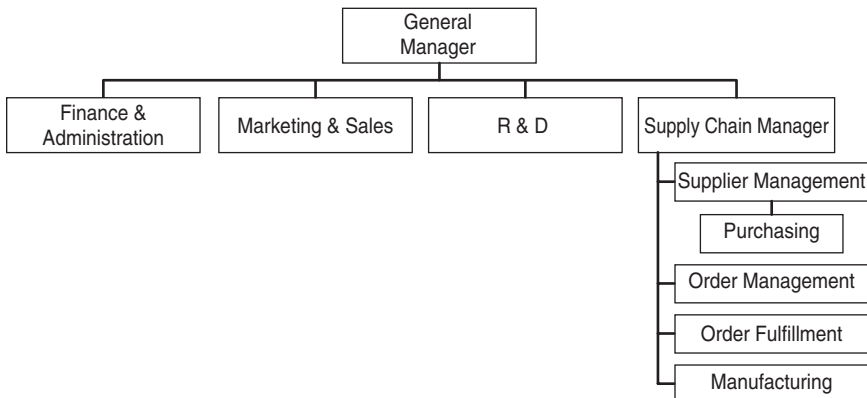 General
Manager
Finance &
Administration
Marketing & Sales
R & D
Supply Chain Manager
Supplier Management
Purchasing
Order Management
Order Fulfillment
Manufacturing